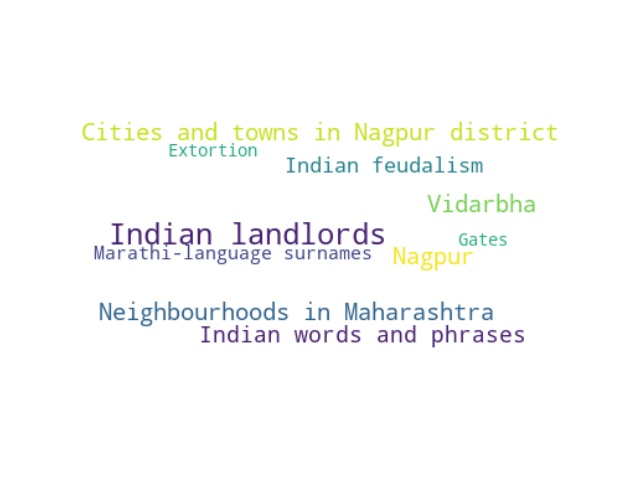 Cities and towns in Nagpur district
Extortion
Indian feudalism
Vidarbha
Indian landlords
Gates
Marathi-language surnames
Nagpur
Neighbourhoods in Maharashtra
Indian words and phrases